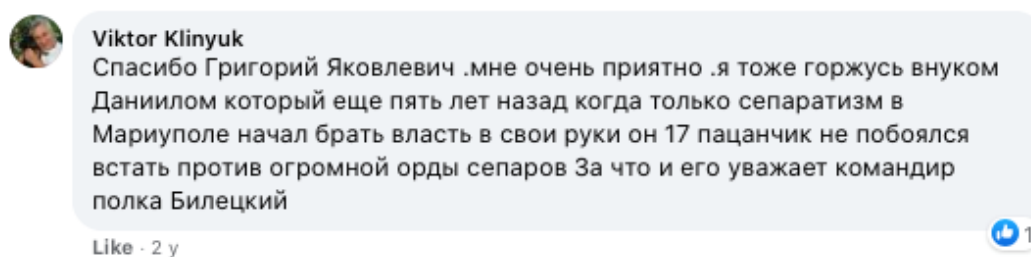 Viktor Klinyuk
Спасибо Григорий Яковлевич .мне очень приятно .я тоже горжусь внуком
Даниилом который еще пять лет назад когда только сепаратизм в
Мариуполе начал брать власть в свои руки он 17 пацанчик не побоялся
встать против огромной орды сепаров За что и его уважает командир
полка Билецкий
Like · 2 y
1